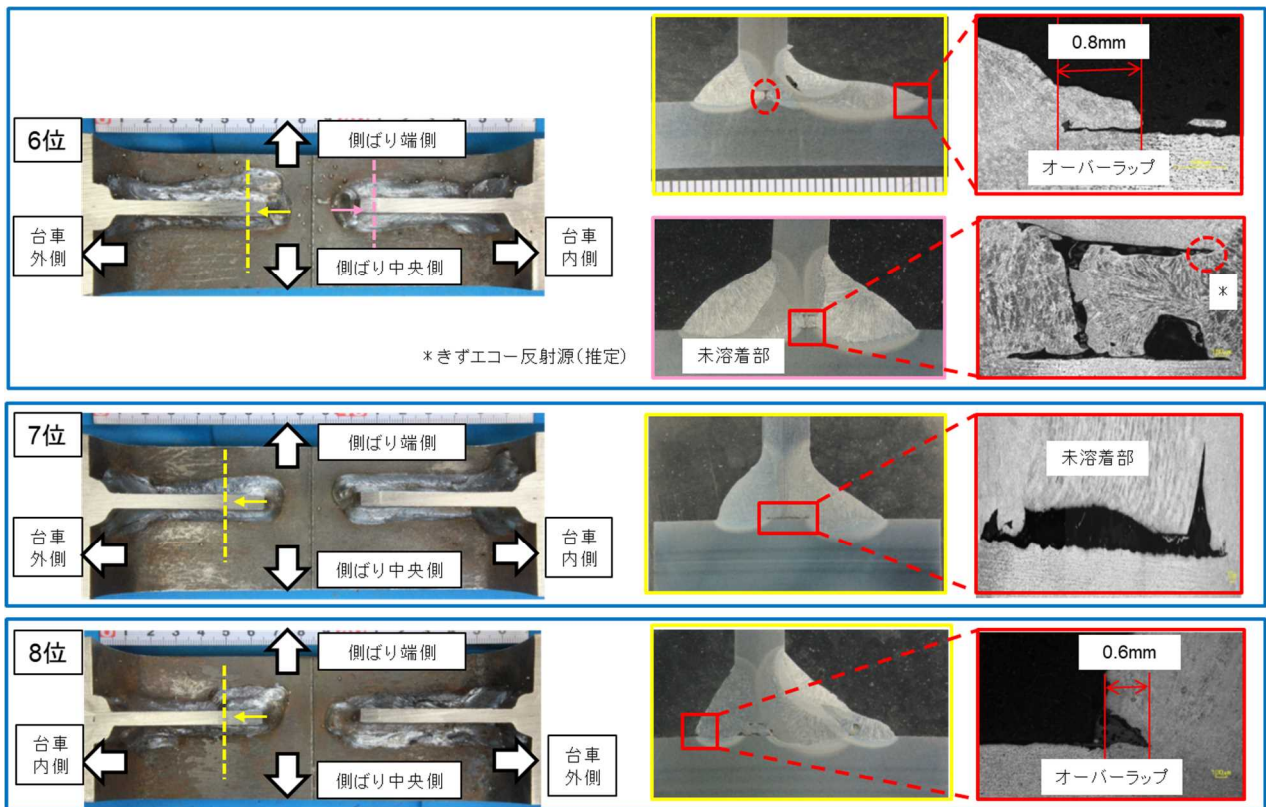 6位
側ばり端側
台車
外側
側ばり中央側
台車
内側
*きずエコー反射源(推定)
0.8mm
オーバーラップ
未溶着部
*
7位
側ばり端側
台車
外側
側ばり中央側
台車
内側
未溶着部
8位
側ばり端側
台車
内側
側ばり中央側
台車
外側
0.6mm
オーバーラップ